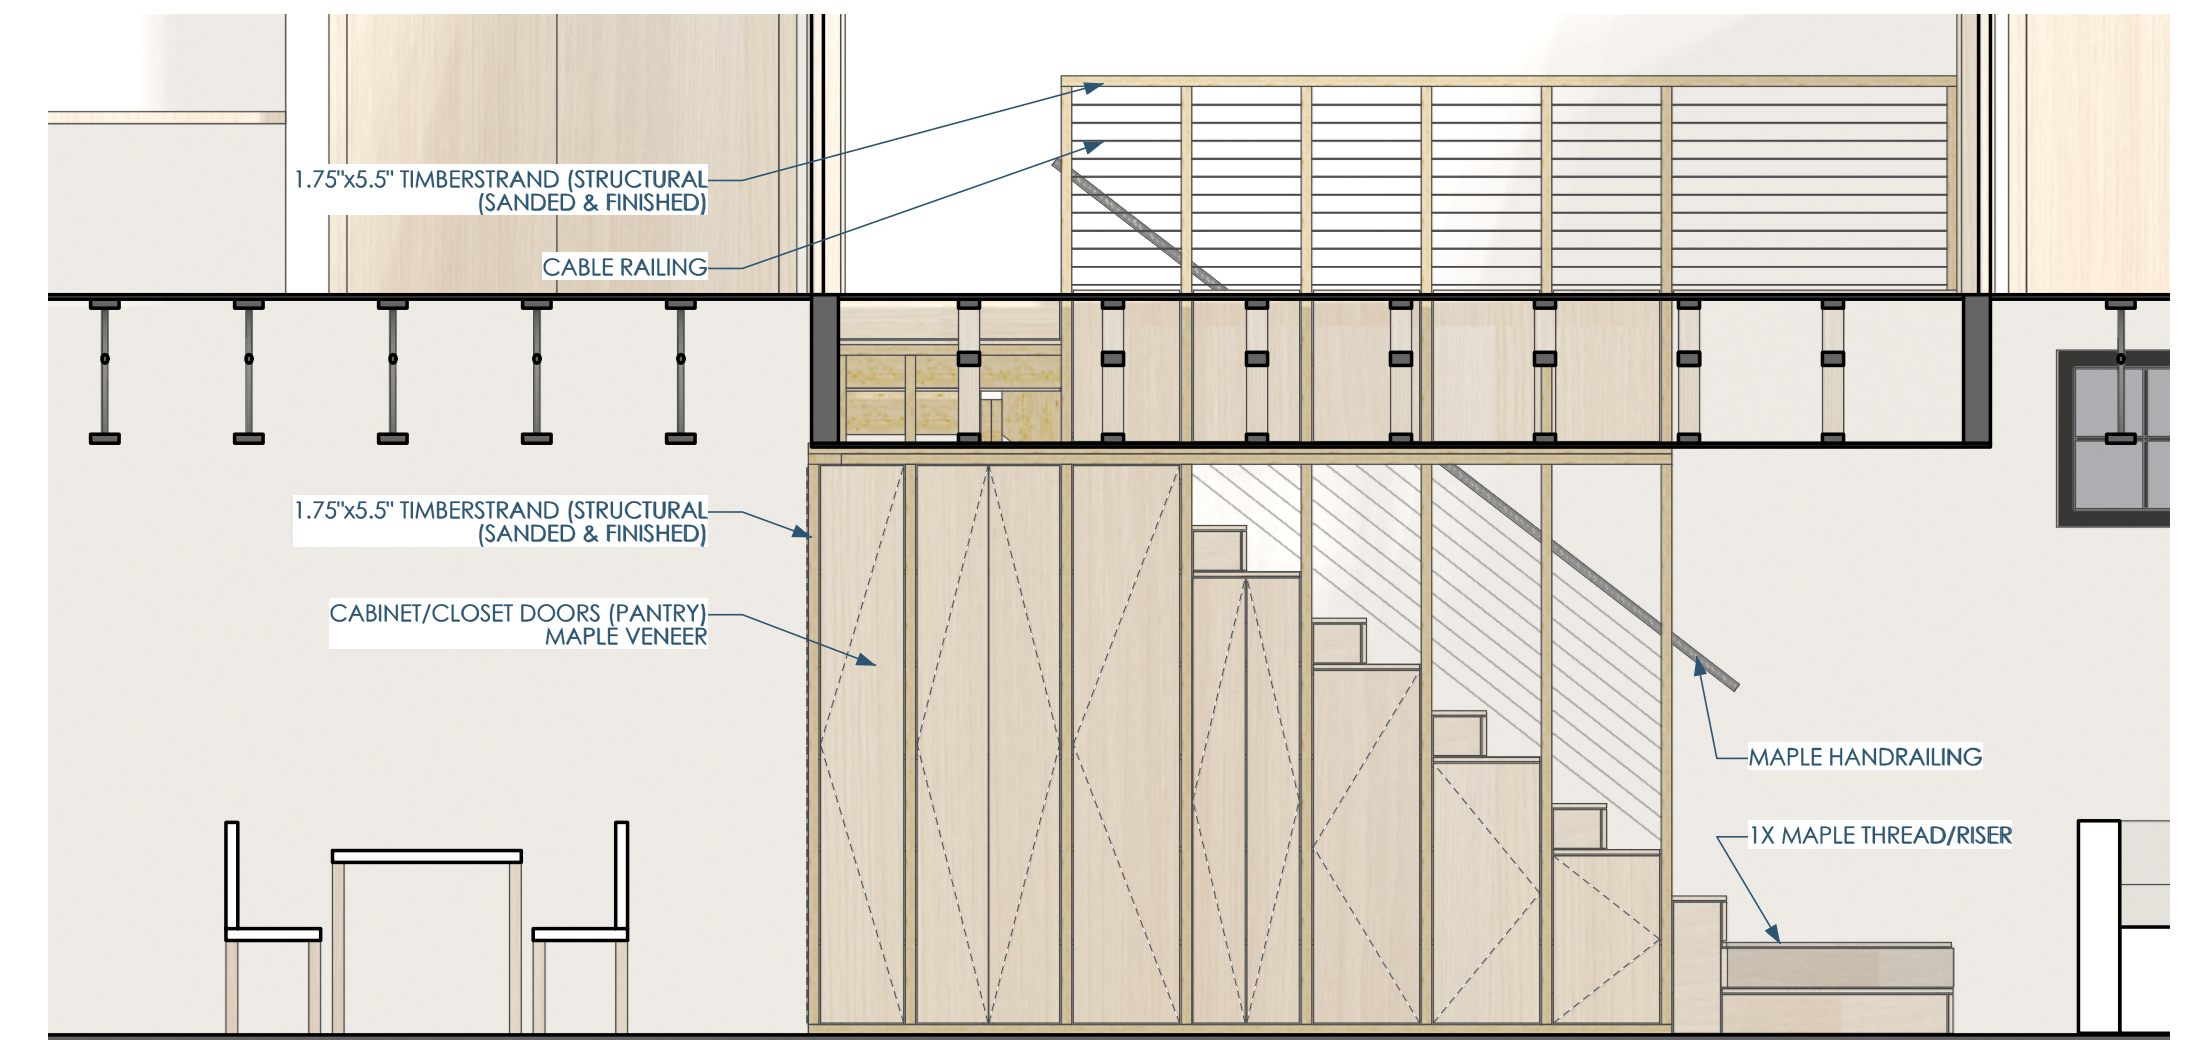 1.75"x5.5" TIMBERSTRAND (STRUCTURAL
(SANDED & FINISHED)
CABLE RAILING
1.75"x5.5" TIMBERSTRAND (STRUCTURAL
(SANDED & FINISHED)
CABINET/CLOSET DOORS (PANTRY)
MAPLE VENEER
MAPLE HANDRAILING
1X MAPLE THREAD/RISER